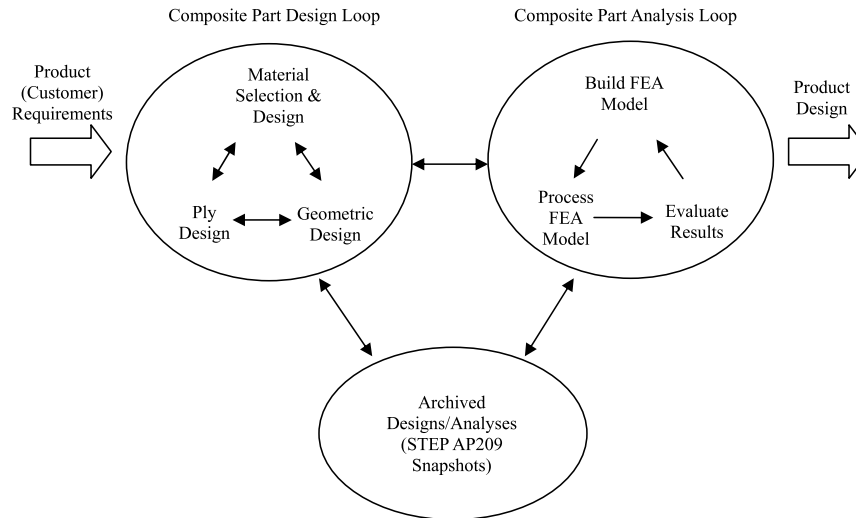 Composite Part Design Loop
Composite Part Analysis Loop
Product
(Customer)
Requirements
Material
Selection &
Design
Ply
Design
Geometric
Design
Build FEA
Model
Process
FEA
Model
Evaluate
Results
Product
Design
Archived
Designs/Analyses
(STEP AP209
Snapshots)